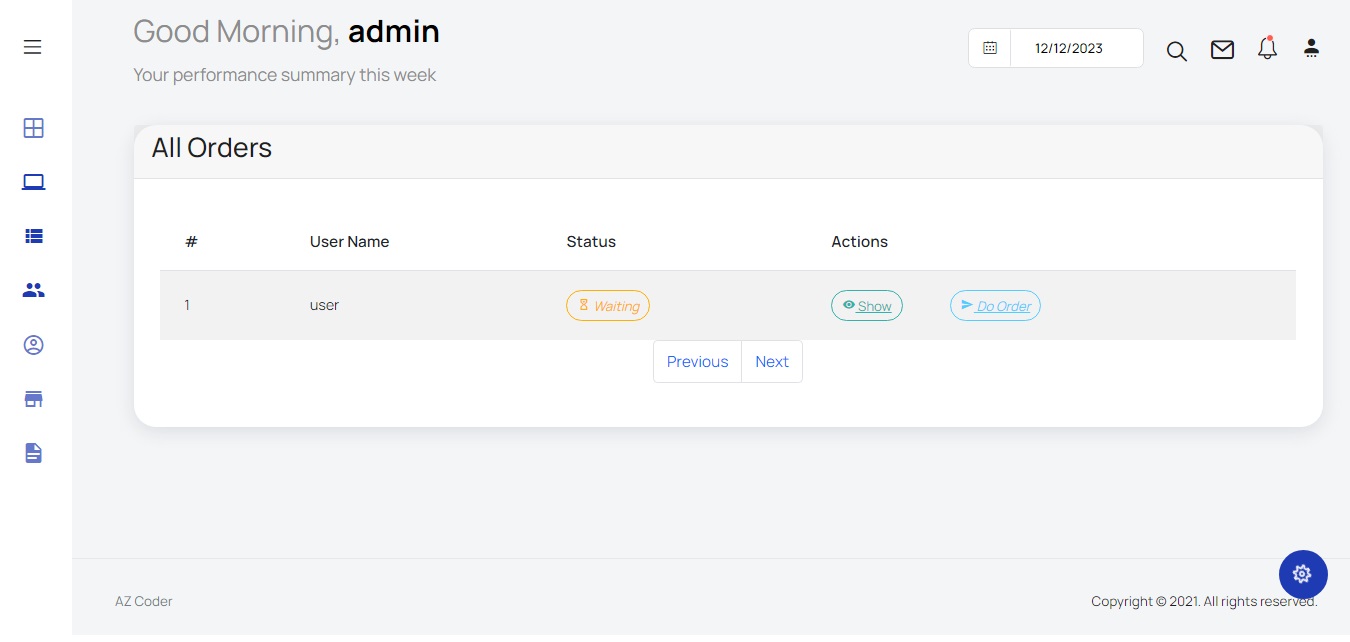 Good Morning, admin
Your performance summary this week
12/12/2023
All Orders
# User Name Status Actions
1 user Waiting Show Do Order
Previous Next
AZ Coder
Copyright © 2021. All rights reserved.